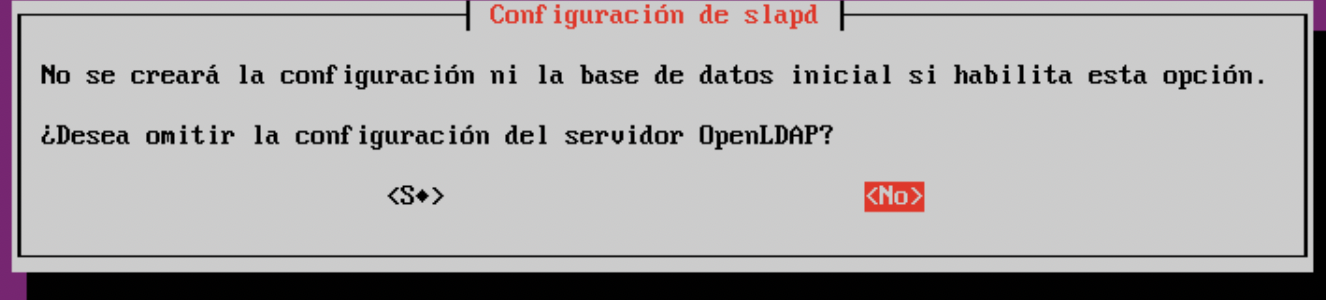 Configuración de slapd
No se creará la configuración ni la base de datos inicial si habilita esta opción.
¿Desea omitir la configuración del servidor OpenLDAP?
<S♦> <No>